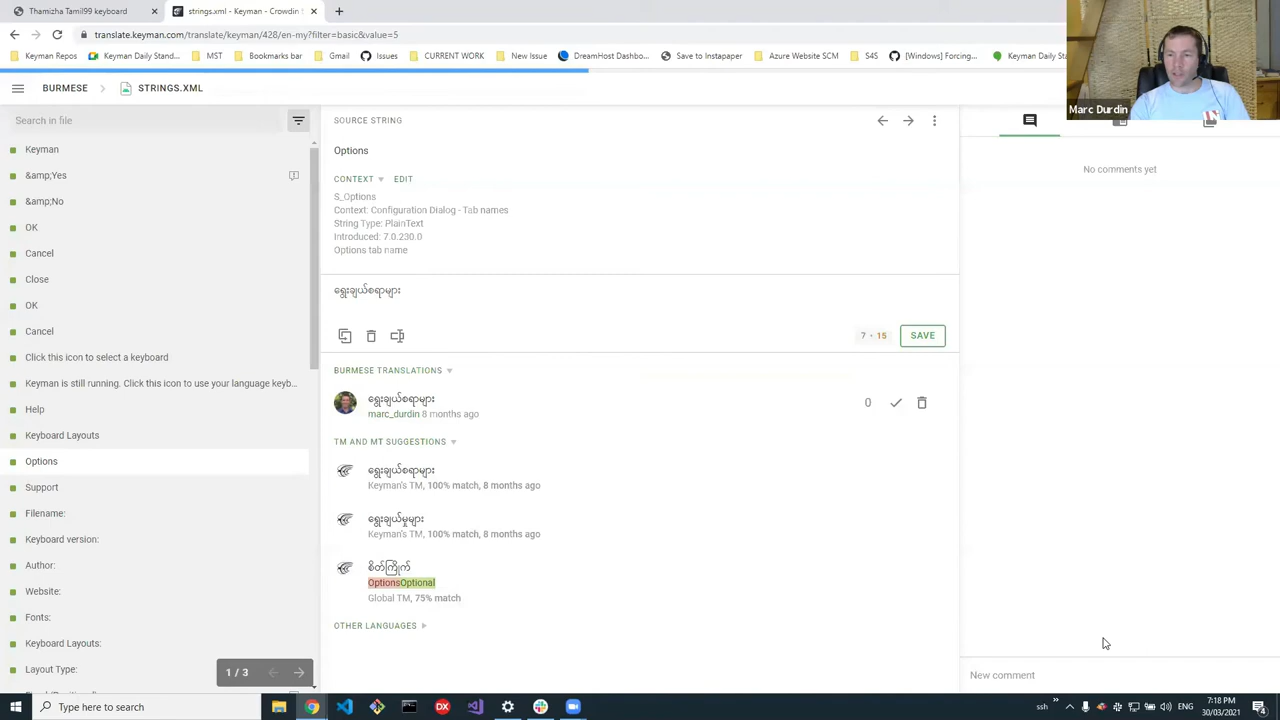 Thamizha Tamil99 keyboard
strings.xml - Keyman - Crowdin
translate.keyman.com/translate/keyman/428/en-my?filter=basic&value=5
Keyman Repos
Keyman Daily Stand...
MST
Bookmarks bar
Gmail
Issues
CURRENT WORK
New Issue
DreamHost Dashbo...
Save to Instapaper
Azure Website SCM
S4S
[Windows] Forcing...
Keyman Daily Stand
Marc Durdin
BURMESE
STRINGS.XML
Search in file
Keyman
&amp;Yes
&amp;No
OK
Cancel
Close
OK
Cancel
Click this icon to select a keyboard
Keyman is still running. Click this icon to use your language keyb...
Help
Keyboard Layouts
Options
Support
Filename:
Keyboard version:
Author:
Website:
Fonts:
Keyboard Layouts:
Layout Type:
1 / 3
SOURCE STRING
Options
CONTEXT EDIT
S_Options
Context: Configuration Dialog - Tab names
String Type: PlainText
Introduced: 7.0.230.0
Options tab name
ရွေးချယ်စရာများ
7 • 15
SAVE
BURMESE TRANSLATIONS
ရွေးချယ်စရာများ
marc_durdin 8 months ago
0
TM AND MT SUGGESTIONS
ရွေးချယ်စရာများ
Keyman's TM, 100% match, 8 months ago
ရွေးချယ်မှုများ
Keyman's TM, 100% match, 8 months ago
စိတ်ကြိုက်
OptionsOptional
Global TM, 75% match
OTHER LANGUAGES
No comments yet
New comment
Type here to search
ssh
7:18 PM
30/03/2021